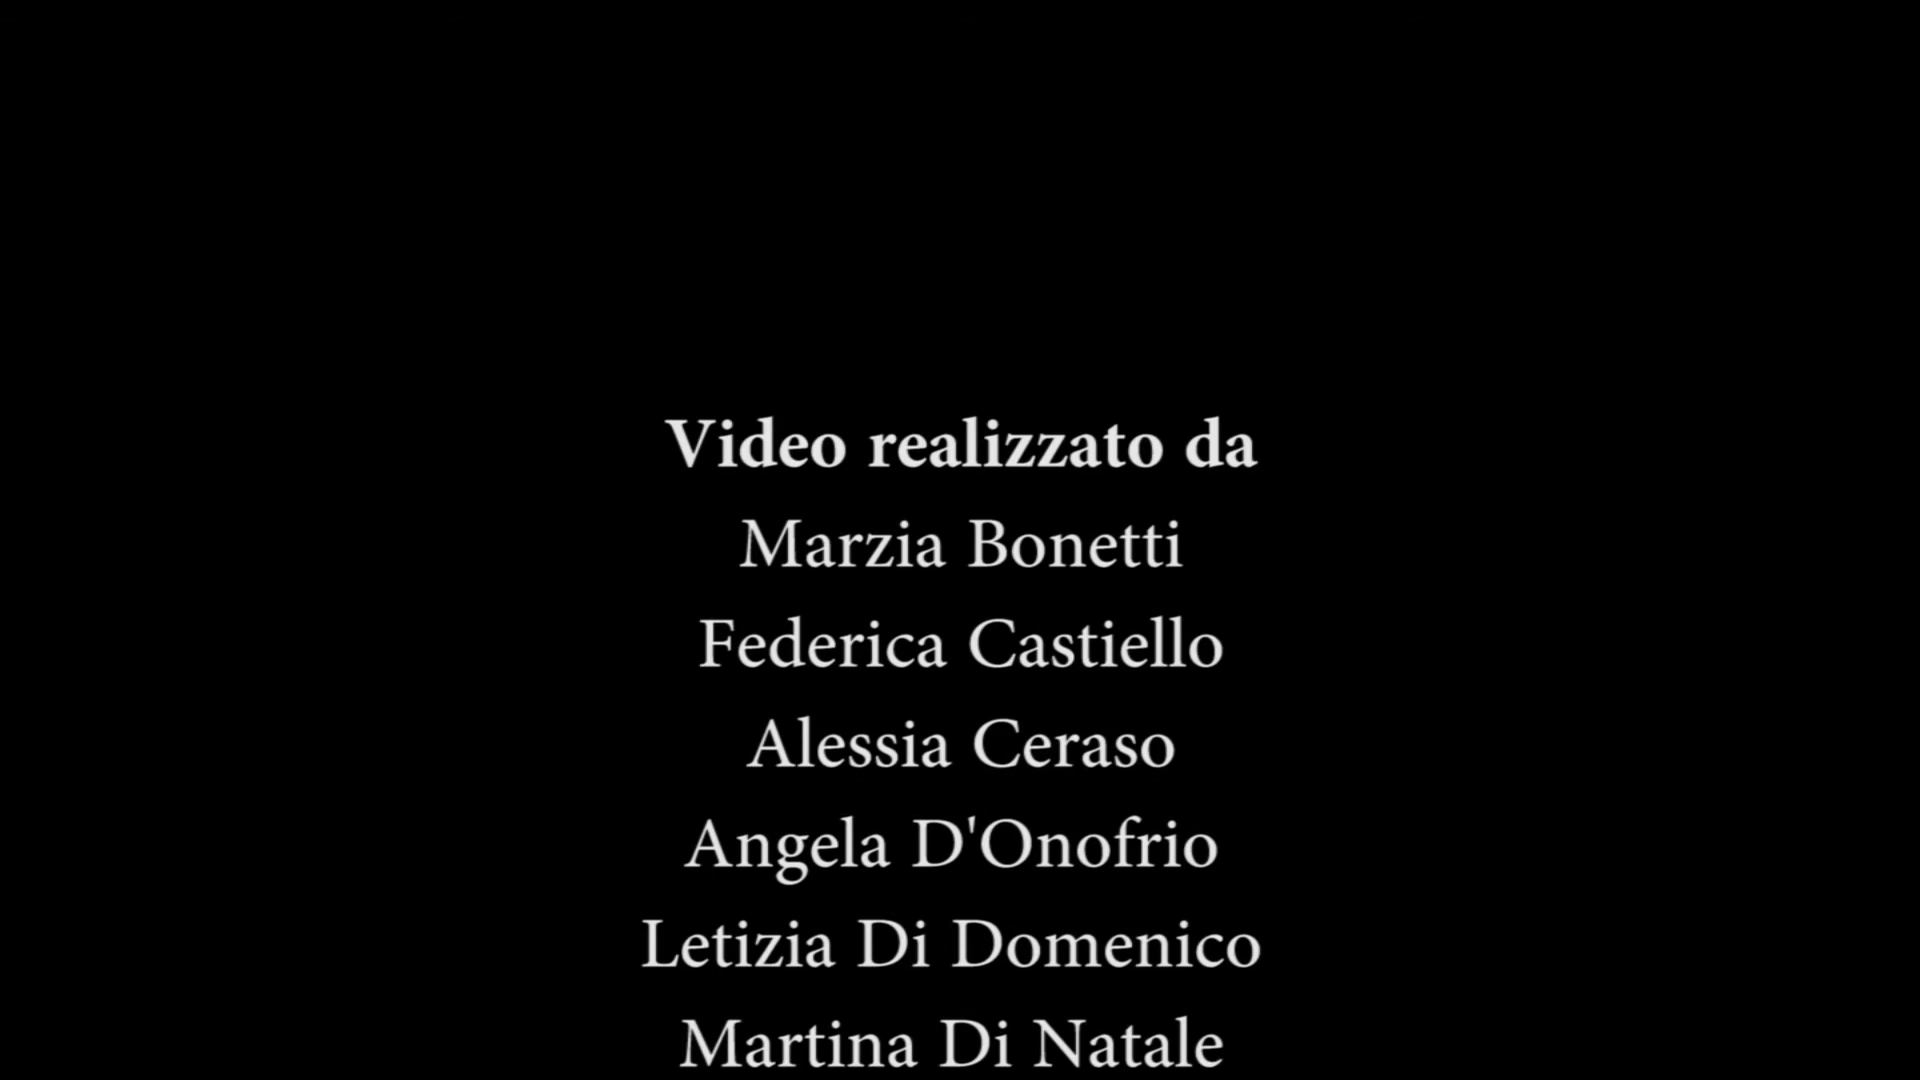 Video realizzato da
Marzia Bonetti
Federica Castiello
Alessia Ceraso
Angela D'Onofrio
Letizia Di Domenico
Martina Di Natale